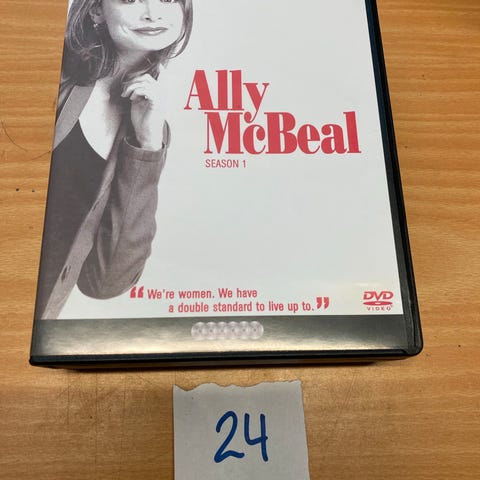 Ally
McBeal
SEASON 1
“We're women. We have
a double standard to live up to.”
DVD
VIDEO
24